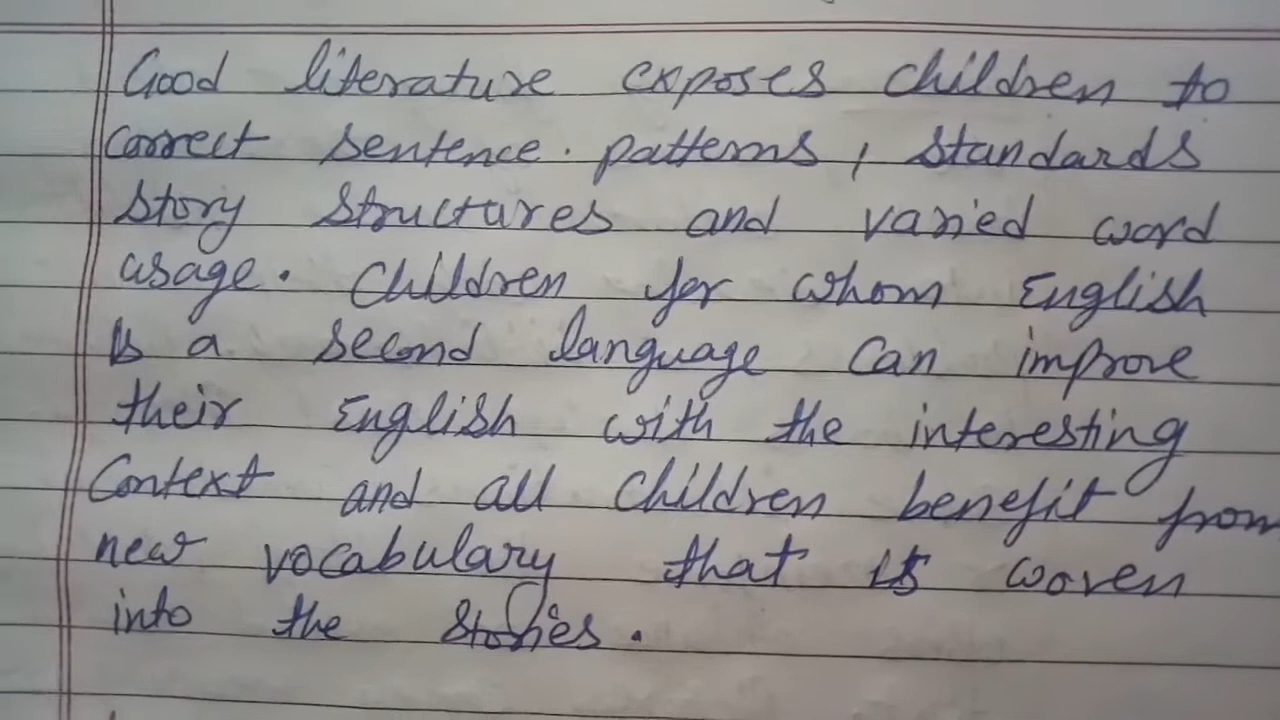 Good literature exposes children to
correct sentence. patterns, standards
story structures and varied word
usage. Children for whom English
is a second language can improve
their English with the interesting
Context and all children benefit from
new vocabulary that is woven
into the stories.